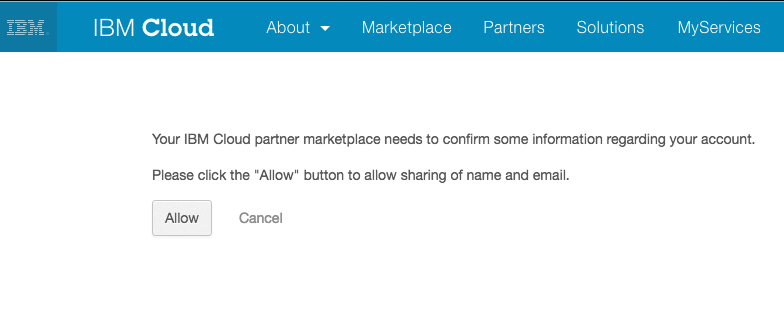 IBM IBM Cloud About Marketplace Partners Solutions MyServices
Your IBM Cloud partner marketplace needs to confirm some information regarding your account.
Please click the "Allow" button to allow sharing of name and email.
Allow Cancel